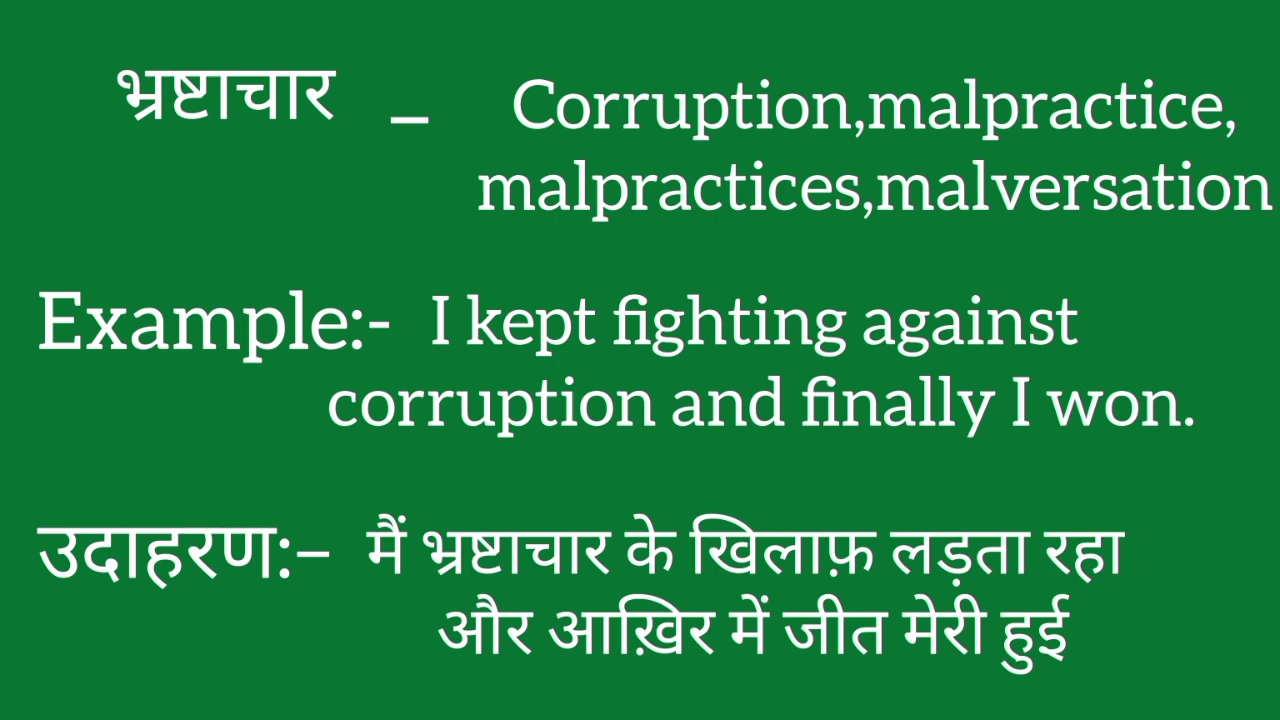 भ्रष्टाचार – Corruption,malpractice,
malpractices,malversation
Example:- I kept fighting against
corruption and finally I won.
उदाहरण:– मैं भ्रष्टाचार के खिलाफ़ लड़ता रहा
और आख़िर में जीत मेरी हुई